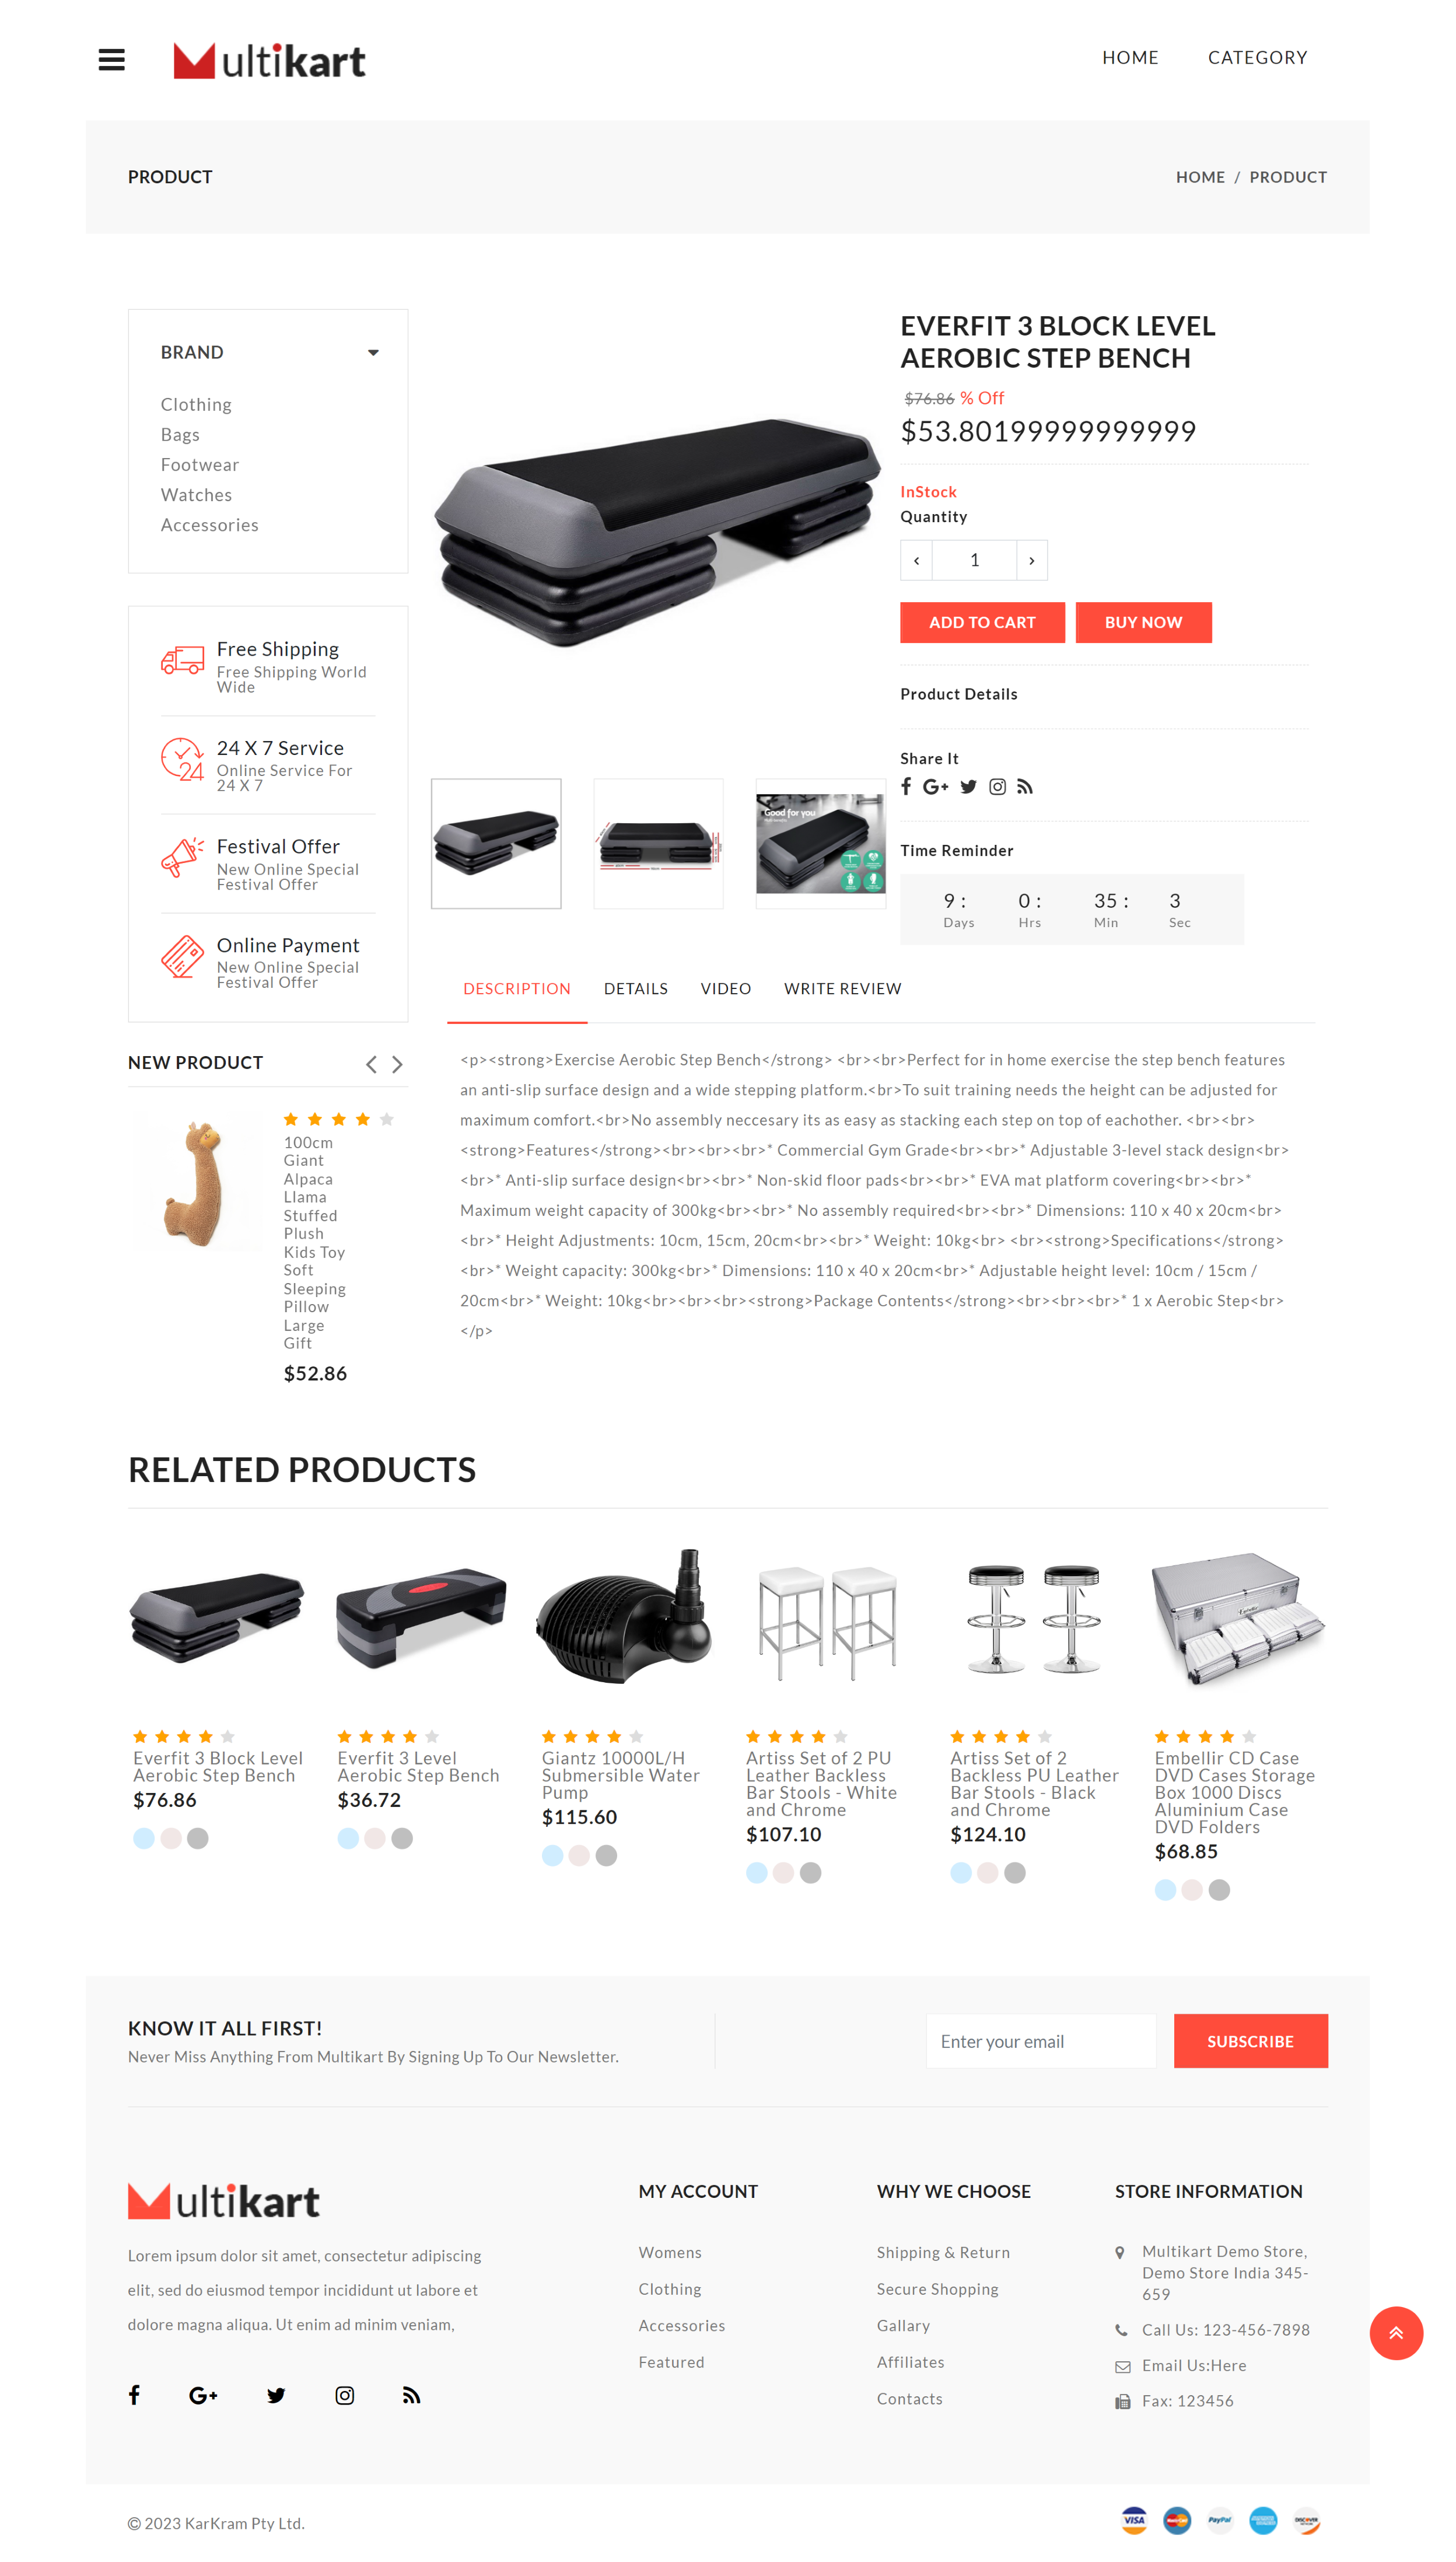 Multikart
HOME
CATEGORY
PRODUCT
HOME / PRODUCT
BRAND
Clothing
Bags
Footwear
Watches
Accessories
Free Shipping
Free Shipping World
Wide
24 X 7 Service
Online Service For
24 X 7
Festival Offer
New Online Special
Festival Offer
Online Payment
New Online Special
Festival Offer
NEW PRODUCT
100cm
Giant
Alpaca
Llama
Stuffed
Plush
Kids Toy
Soft
Sleeping
Pillow
Large
Gift
$52.86
Good for you
EVERFIT 3 BLOCK LEVEL
AEROBIC STEP BENCH
$76.86 % Off
$53.80199999999999
InStock
Quantity
‹ 1 ›
ADD TO CART
BUY NOW
Product Details
Share It
Time Reminder
9 : 0 : 35 : 3
Days Hrs Min Sec
DESCRIPTION DETAILS VIDEO WRITE REVIEW
<p><strong>Exercise Aerobic Step Bench</strong> <br><br>Perfect for in home exercise the step bench features
an anti-slip surface design and a wide stepping platform.<br>To suit training needs the height can be adjusted for
maximum comfort.<br>No assembly neccesary its as easy as stacking each step on top of eachother. <br><br>
<strong>Features</strong><br><br><br>* Commercial Gym Grade<br><br>* Adjustable 3-level stack design<br>
<br>* Anti-slip surface design<br><br>* Non-skid floor pads<br><br>* EVA mat platform covering<br><br>*
Maximum weight capacity of 300kg<br><br>* No assembly required<br><br>* Dimensions: 110 x 40 x 20cm<br>
<br>* Height Adjustments: 10cm, 15cm, 20cm<br><br>* Weight: 10kg<br> <br><strong>Specifications</strong>
<br>* Weight capacity: 300kg<br>* Dimensions: 110 x 40 x 20cm<br>* Adjustable height level: 10cm / 15cm /
20cm<br>* Weight: 10kg<br><br><br><strong>Package Contents</strong><br><br><br>* 1 x Aerobic Step<br>
</p>
RELATED PRODUCTS
Everfit 3 Block Level
Aerobic Step Bench
$76.86
Everfit 3 Level
Aerobic Step Bench
$36.72
Giantz 10000L/H
Submersible Water
Pump
$115.60
Artiss Set of 2 PU
Leather Backless
Bar Stools - White
and Chrome
$107.10
Artiss Set of 2
Backless PU Leather
Bar Stools - Black
and Chrome
$124.10
Embellir CD Case
DVD Cases Storage
Box 1000 Discs
Aluminium Case
DVD Folders
$68.85
KNOW IT ALL FIRST!
Never Miss Anything From Multikart By Signing Up To Our Newsletter.
Enter your email
SUBSCRIBE
Multikart
Lorem ipsum dolor sit amet, consectetur adipiscing
elit, sed do eiusmod tempor incididunt ut labore et
dolore magna aliqua. Ut enim ad minim veniam,
MY ACCOUNT
Womens
Clothing
Accessories
Featured
WHY WE CHOOSE
Shipping & Return
Secure Shopping
Gallary
Affiliates
Contacts
STORE INFORMATION
Multikart Demo Store,
Demo Store India 345-
659
Call Us: 123-456-7898
Email Us:Here
Fax: 123456
© 2023 KarKram Pty Ltd.
VISA
PayPal
DISCOVER